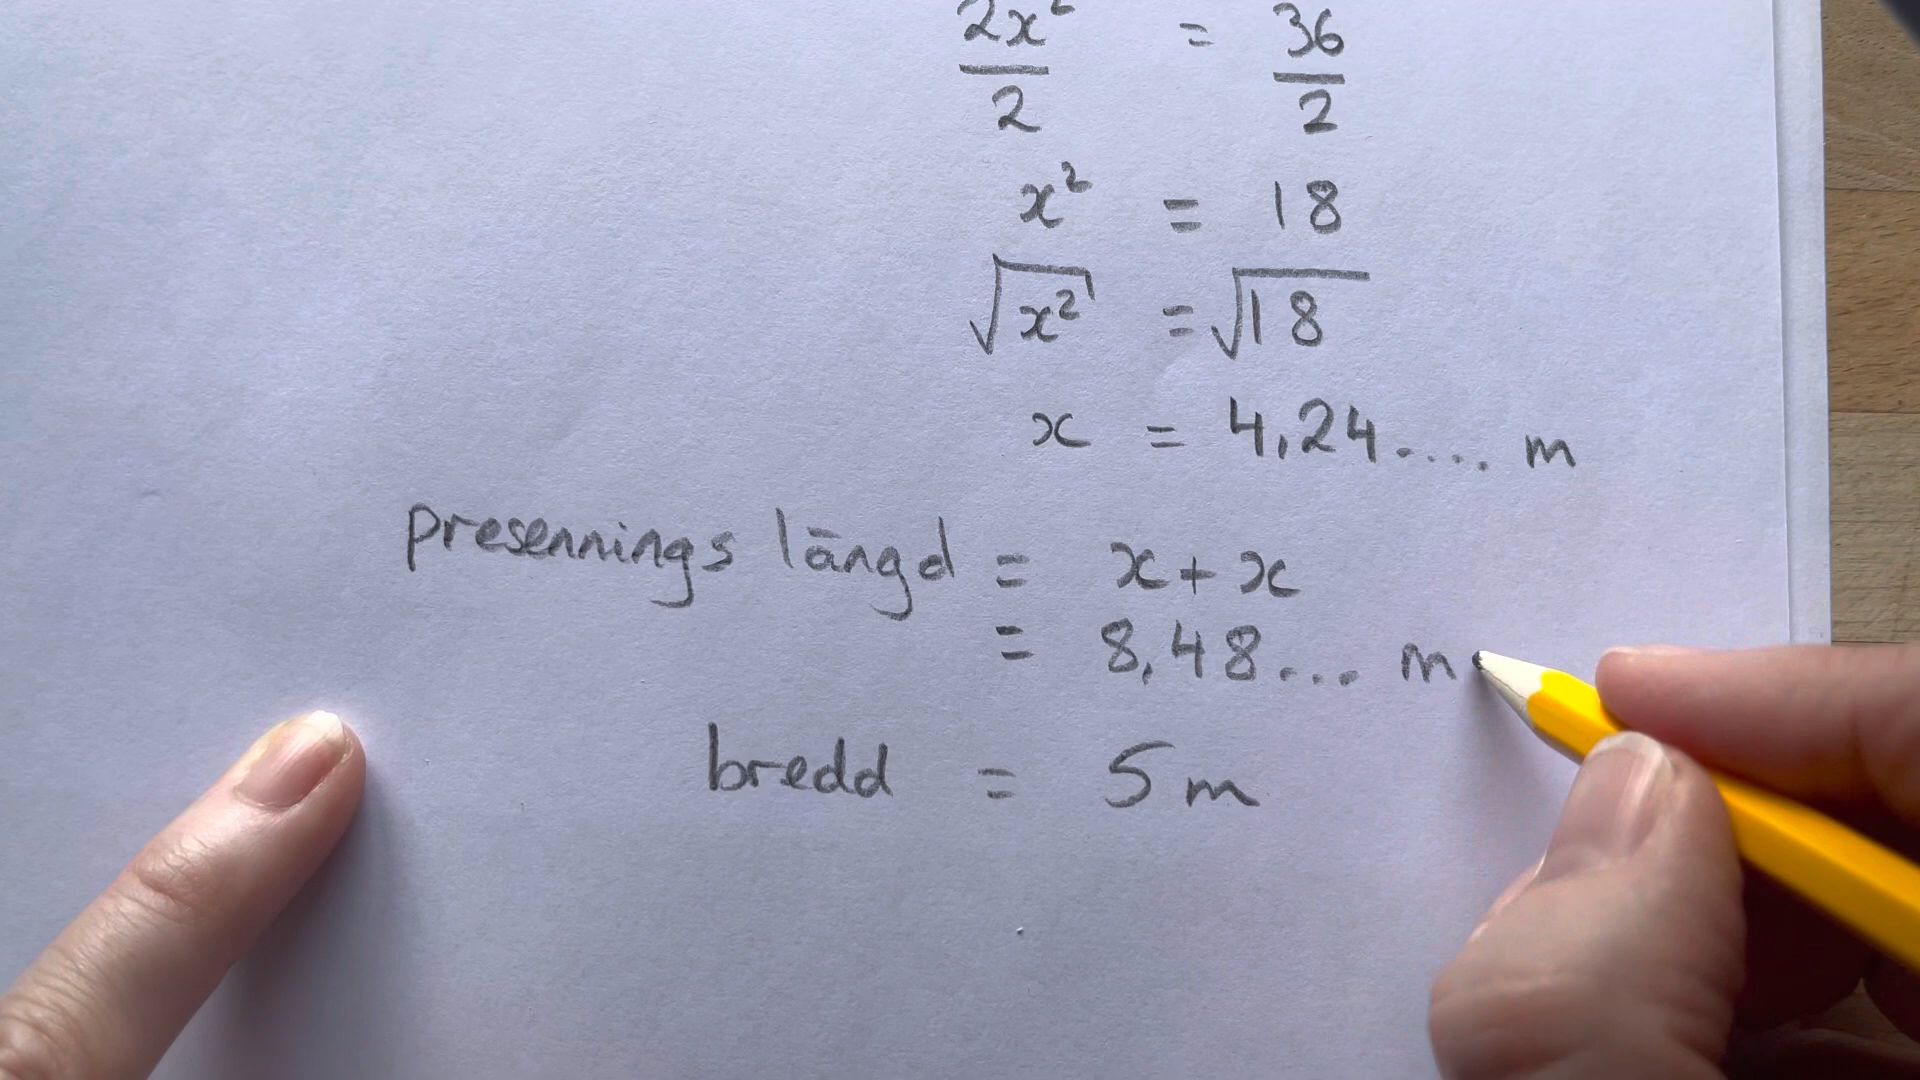 2x² = 36
2 2
x² = 18
√x² = √18
x = 4,24.... m
presennings längd = x + x
= 8,48... m
bredd = 5 m